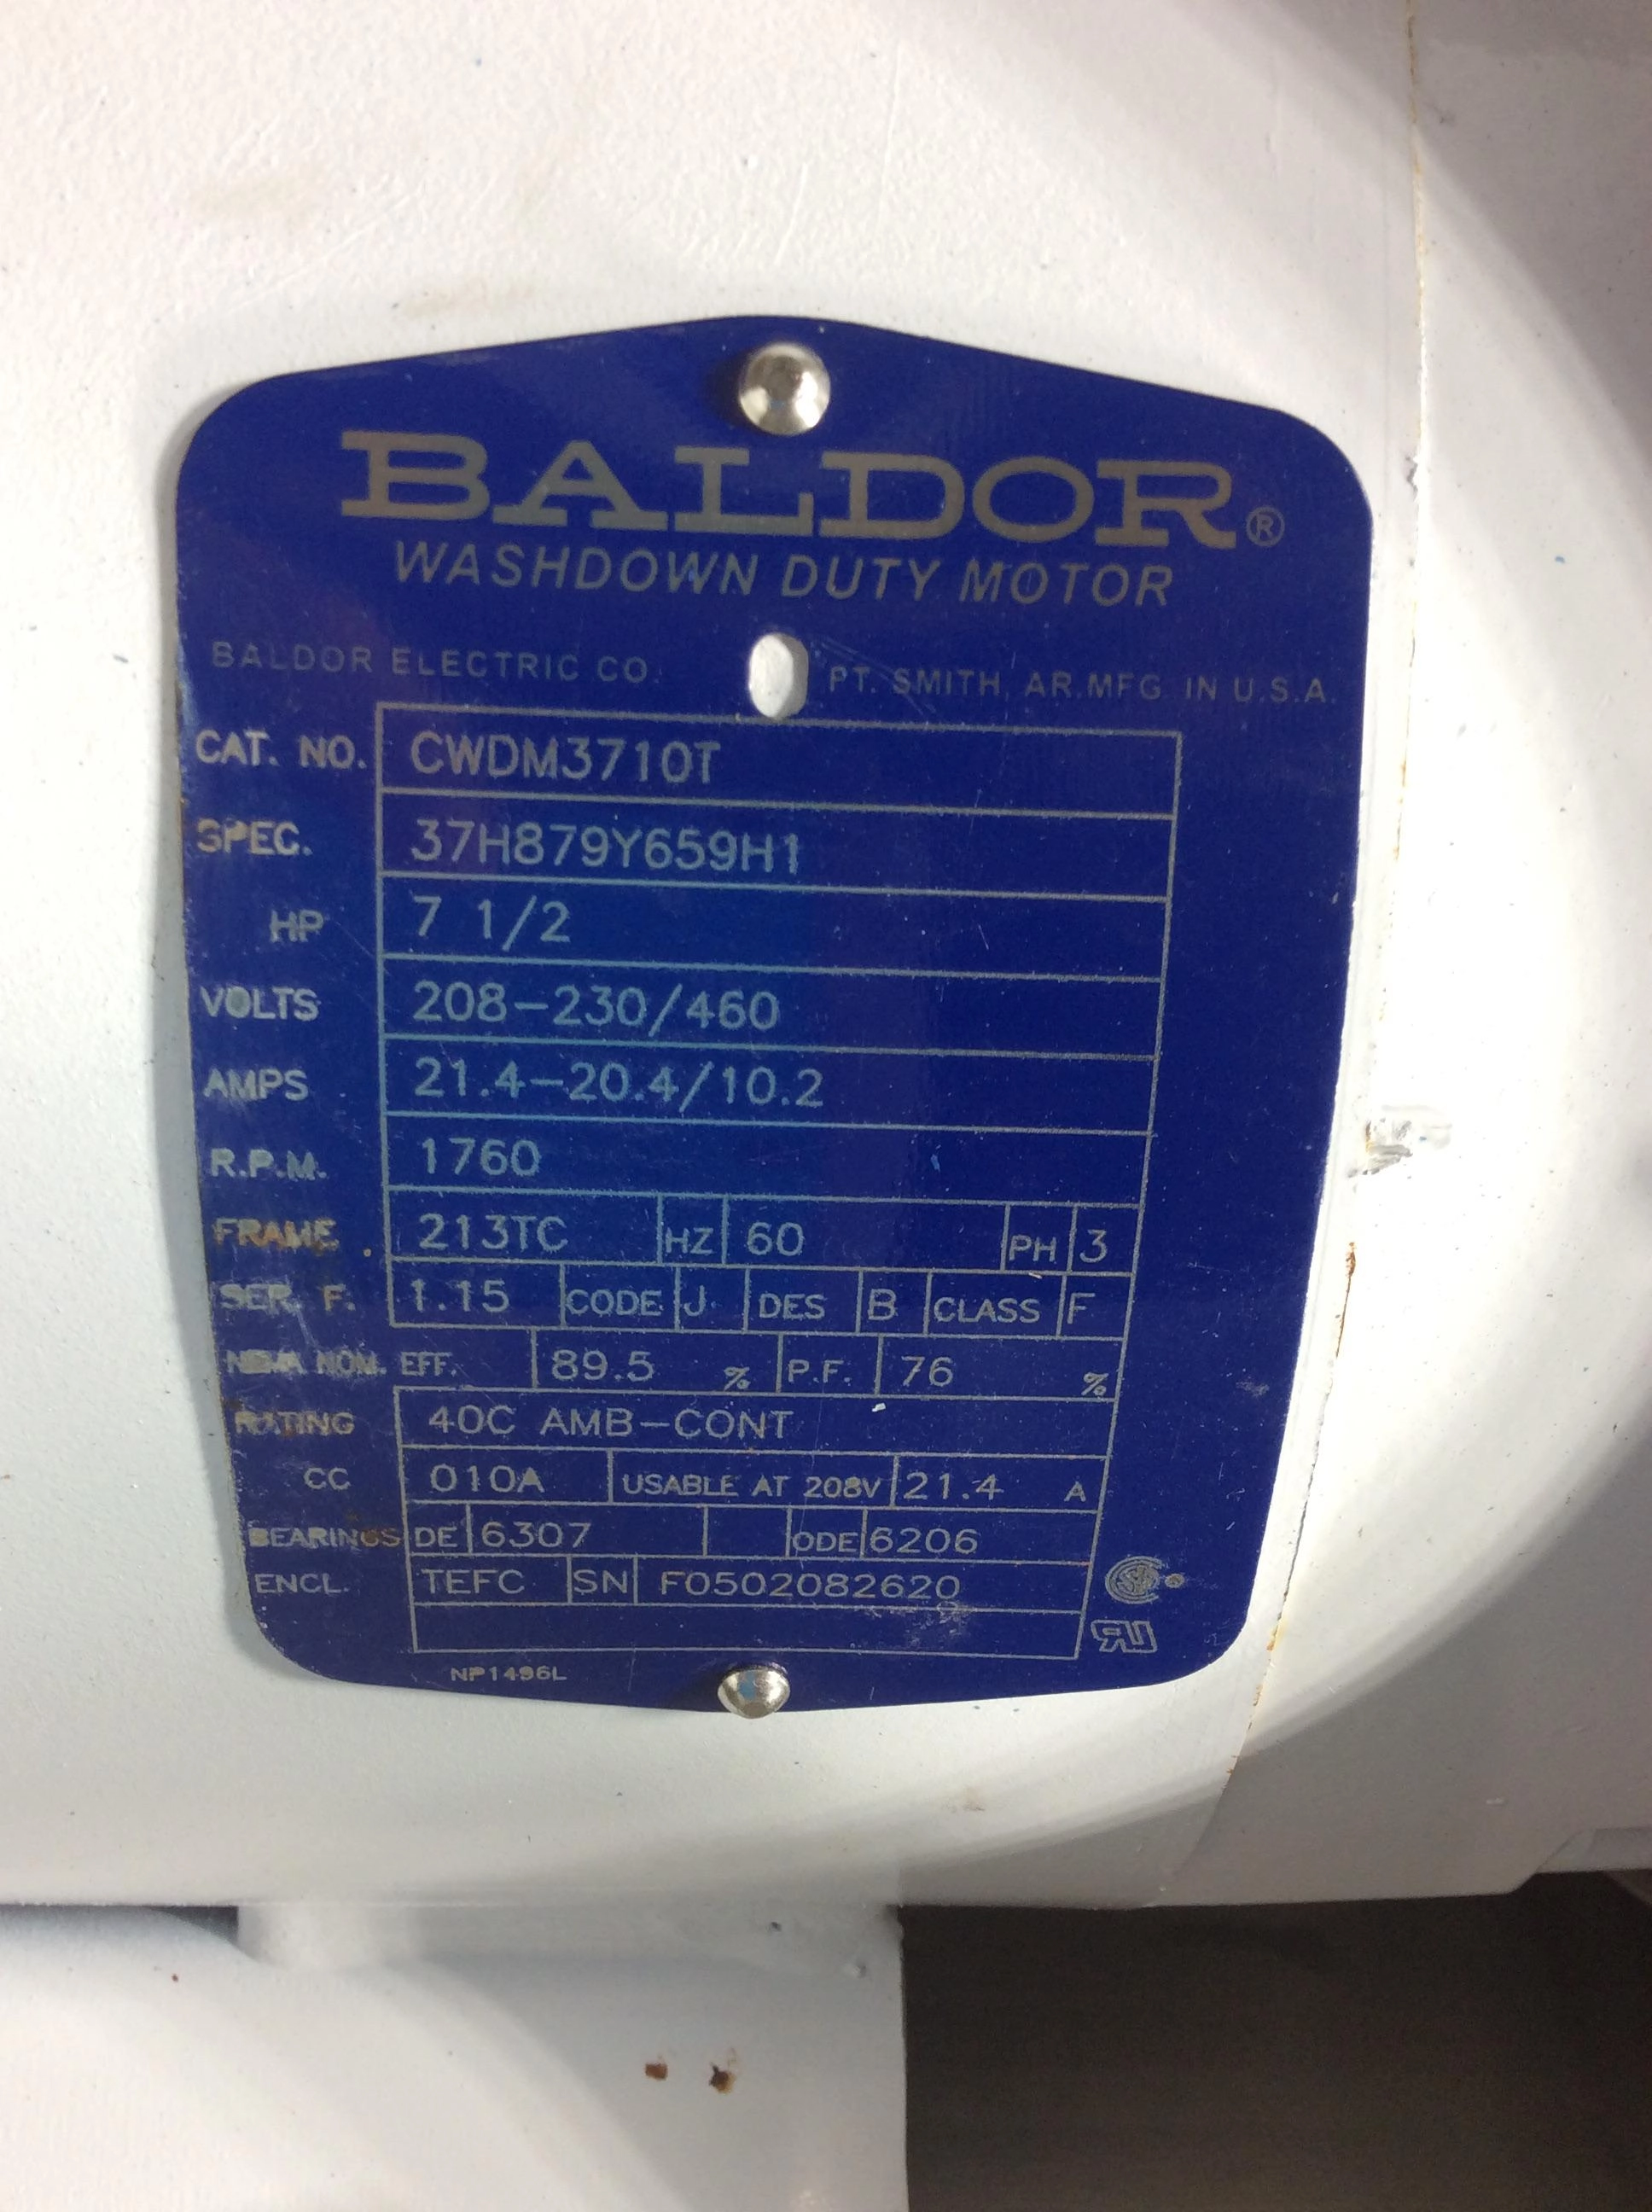 BALDOR®
WASHDOWN DUTY MOTOR
BALDOR ELECTRIC CO. FT. SMITH, AR. MFG. IN U.S.A.
CAT. NO. CWDM3710T
SPEC. 37H879Y659H1
HP 7 1/2
VOLTS 208-230/460
AMPS 21.4-20.4/10.2
R.P.M. 1760
FRAME 213TC HZ 60 PH 3
SER. F. 1.15 CODE J DES B CLASS F
NEMA NOM. EFF. 89.5 % P.F. 76 %
RATING 40C AMB-CONT
CC 010A USABLE AT 208V 21.4 A
BEARINGS DE 6307 ODE 6206
ENCL. TEFC SN F0502082620
NP1496L